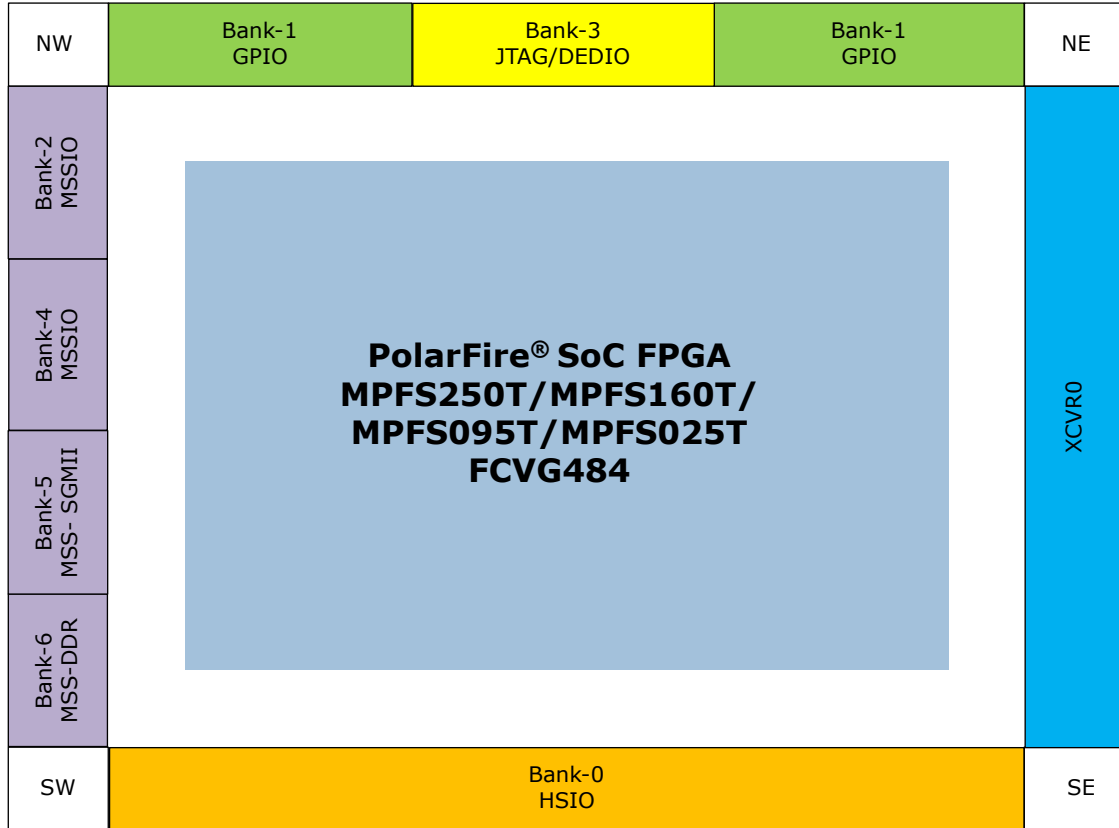 NW
Bank-1
GPIO
Bank-3
JTAG/DEDIO
Bank-1
GPIO
NE
Bank-2
MSSIO
Bank-4
MSSIO
Bank-5
MSS- SGMII
Bank-6
MSS-DDR
PolarFire® SoC FPGA
MPFS250T/MPFS160T/
MPFS095T/MPFS025T
FCVG484
XCVR0
SW
Bank-0
HSIO
SE